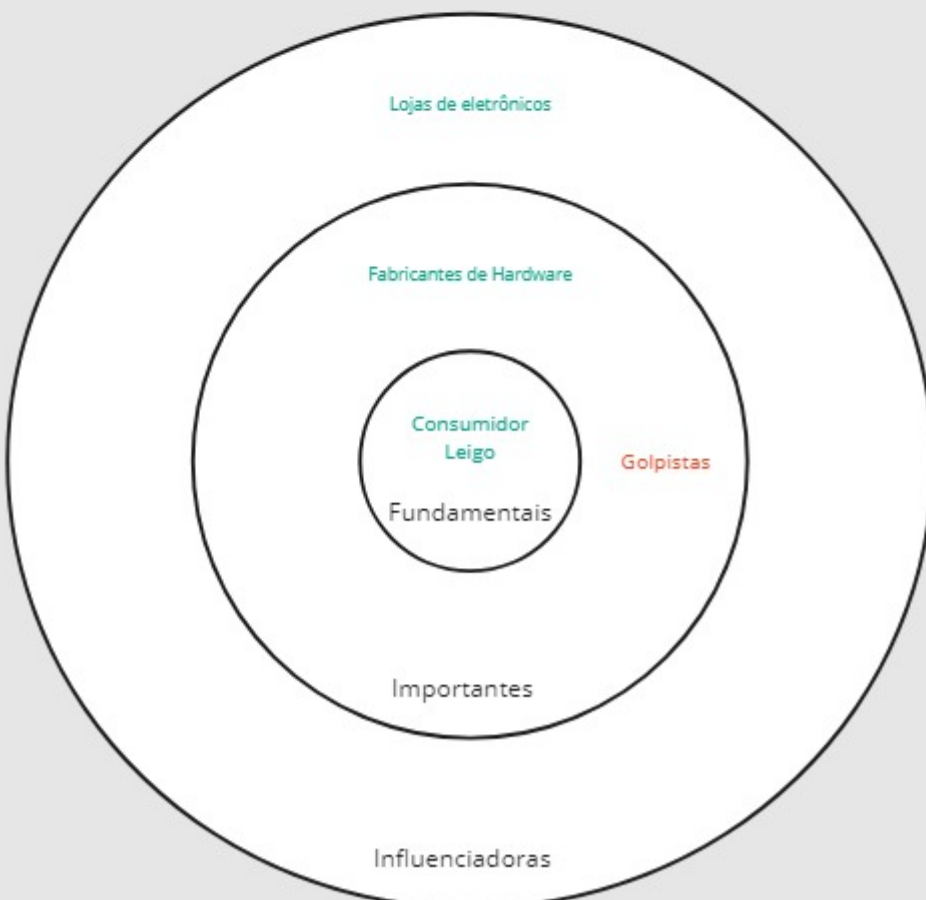 Lojas de eletrônicos
Fabricantes de Hardware
Consumidor
Leigo
Golpistas
Fundamentais
Importantes
Influenciadoras